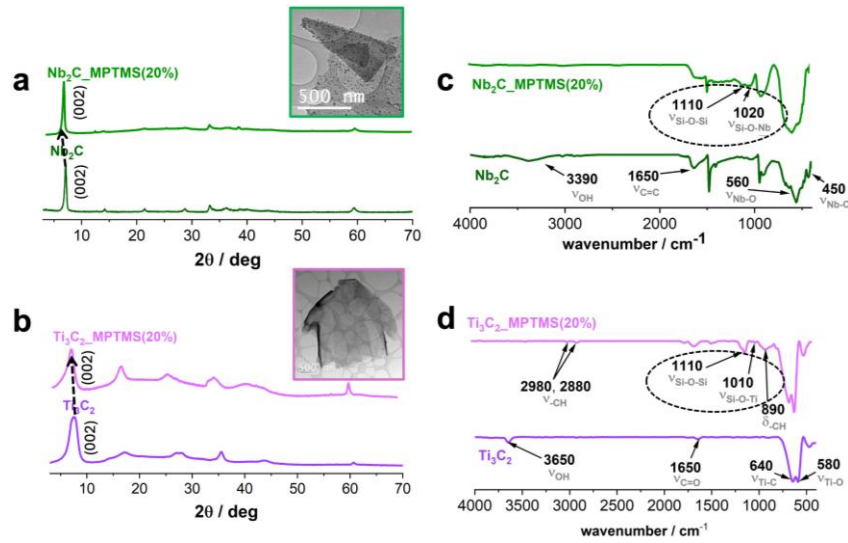 a
Nb2C_MPTMS(20%)
(002)
500 nm
Nb2C
(002)
10 20 30 40 50 60 70
2θ / deg
b
Ti3C2_MPTMS(20%)
(002)
Ti3C2
(002)
10 20 30 40 50 60 70
2θ / deg
c
Nb2C_MPTMS(20%)
1110
νSi-O-Si
1020
νSi-O-Nb
Nb2C
3390
νOH
1650
νC=C
560
νNb-O
450
νNb-C
4000 3000 2000 1000
wavenumber / cm-1
d
Ti3C2_MPTMS(20%)
2980, 2880
ν-CH
1110
νSi-O-Si
1010
νSi-O-Ti
890
δ-CH
Ti3C2
3650
νOH
1650
νC=O
640
νTi-C
580
νTi-O
4000 3500 3000 2500 2000 1500 1000 500
wavenumber / cm-1